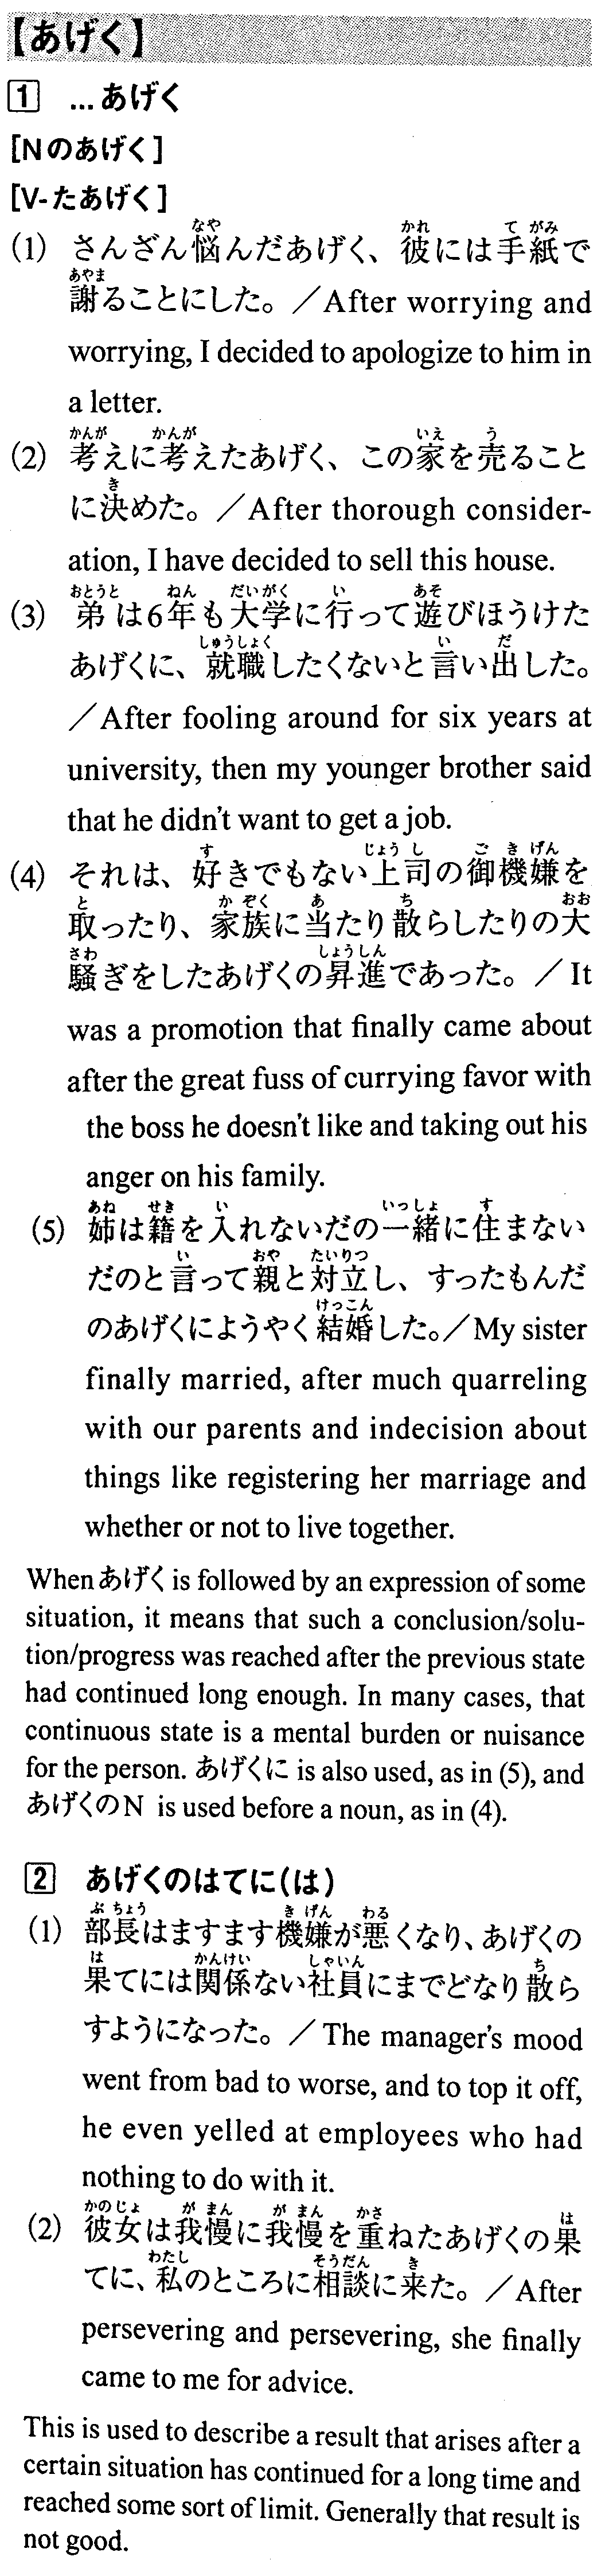 【あげく】
1 …あげく
[Nのあげく]
[V-たあげく]
(1) さんざん悩んだあげく、彼には手紙で
謝ることにした。／After worrying and
worrying, I decided to apologize to him in
a letter.
(2) 考えに考えたあげく、この家を売ること
に決めた。／After thorough consider-
ation, I have decided to sell this house.
(3) 弟は6年も大学に行って遊びほうけた
あげくに、就職したくないと言い出した。
／After fooling around for six years at
university, then my younger brother said
that he didn't want to get a job.
(4) それは、好きでもない上司の御機嫌を
取ったり、家族に当たり散らしたりの大
騒ぎをしたあげくの昇進であった。／It
was a promotion that finally came about
after the great fuss of currying favor with
the boss he doesn't like and taking out his
anger on his family.
(5) 姉は籍を入れないだの一緒に住まない
だのと言って親と対立し、すったもんだ
のあげくにようやく結婚した。／My sister
finally married, after much quarreling
with our parents and indecision about
things like registering her marriage and
whether or not to live together.
When あげく is followed by an expression of some
situation, it means that such a conclusion/solu-
tion/progress was reached after the previous state
had continued long enough. In many cases, that
continuous state is a mental burden or nuisance
for the person. あげくに is also used, as in (5), and
あげくのN is used before a noun, as in (4).
2 あげくのはてに(は)
(1) 部長はますます機嫌が悪くなり、あげくの
果てには関係ない社員にまでどなり散ら
すようになった。／The manager's mood
went from bad to worse, and to top it off,
he even yelled at employees who had
nothing to do with it.
(2) 彼女は我慢に我慢を重ねたあげくの果
てに、私のところに相談に来た。／After
persevering and persevering, she finally
came to me for advice.
This is used to describe a result that arises after a
certain situation has continued for a long time and
reached some sort of limit. Generally that result is
not good.